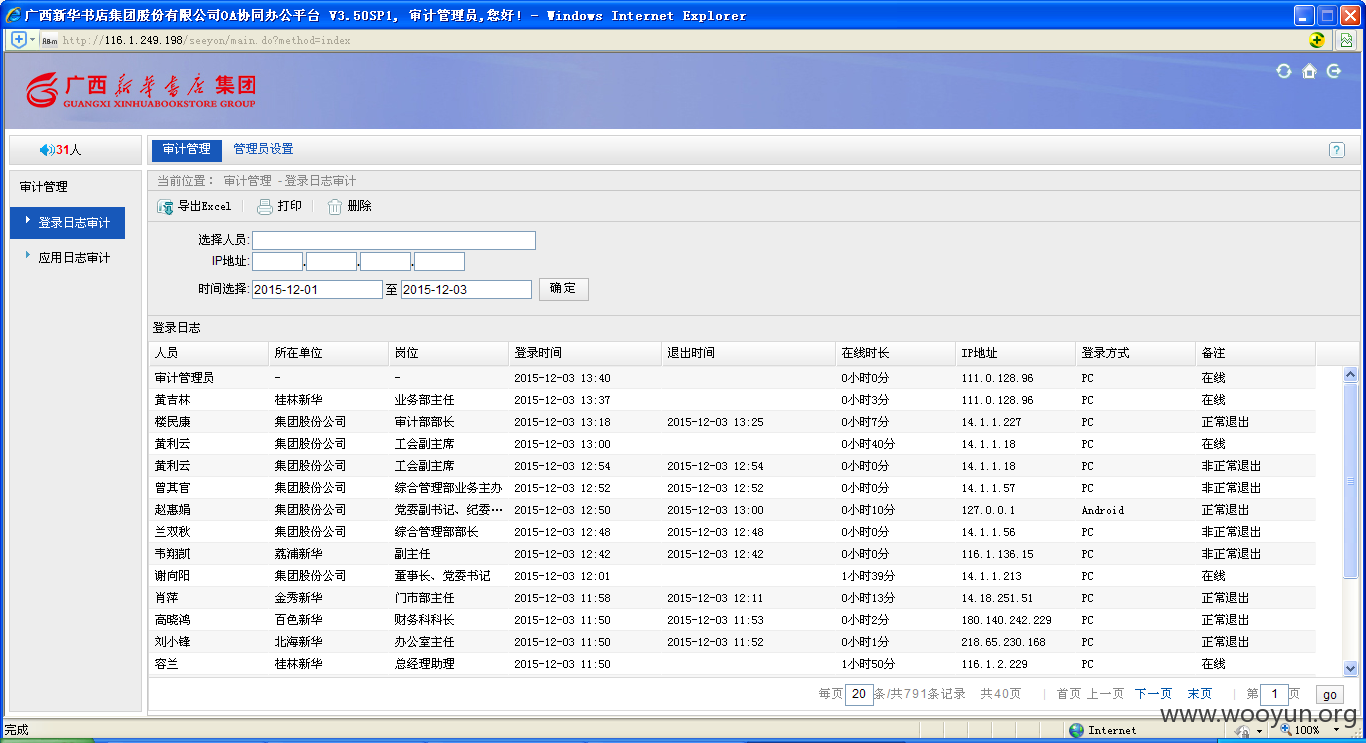 广西新华书店集团股份有限公司OA协同办公平台 V3.50SP1, 审计管理员,您好! - Windows Internet Explorer
http://116.1.249.198/seeyon/main.do?method=index
广西新华书店集团
GUANGXI XINHUABOOKSTORE GROUP
31人
审计管理 管理员设置 ?
审计管理
登录日志审计
应用日志审计
当前位置： 审计管理 - 登录日志审计
导出Excel 打印 删除
选择人员:
IP地址: . . .
时间选择: 2015-12-01 至 2015-12-03 确定
登录日志
人员 所在单位 岗位 登录时间 退出时间 在线时长 IP地址 登录方式 备注
审计管理员 - - 2015-12-03 13:40 0小时0分 111.0.128.96 PC 在线
黄吉林 桂林新华 业务部主任 2015-12-03 13:37 0小时3分 111.0.128.96 PC 在线
楼民康 集团股份公司 审计部部长 2015-12-03 13:18 2015-12-03 13:25 0小时7分 14.1.1.227 PC 正常退出
黄利云 集团股份公司 工会副主席 2015-12-03 13:00 0小时40分 14.1.1.18 PC 在线
黄利云 集团股份公司 工会副主席 2015-12-03 12:54 2015-12-03 12:54 0小时0分 14.1.1.18 PC 非正常退出
曾其官 集团股份公司 综合管理部业务主办 2015-12-03 12:52 2015-12-03 12:52 0小时0分 14.1.1.57 PC 非正常退出
赵惠娟 集团股份公司 党委副书记、纪委… 2015-12-03 12:50 2015-12-03 13:00 0小时10分 127.0.0.1 Android 正常退出
兰双秋 集团股份公司 综合管理部部长 2015-12-03 12:48 2015-12-03 12:48 0小时0分 14.1.1.56 PC 非正常退出
韦翔凯 荔浦新华 副主任 2015-12-03 12:42 2015-12-03 12:42 0小时0分 116.1.136.15 PC 非正常退出
谢向阳 集团股份公司 董事长、党委书记 2015-12-03 12:01 1小时39分 14.1.1.213 PC 在线
肖萍 金秀新华 门市部主任 2015-12-03 11:58 2015-12-03 12:11 0小时13分 14.18.251.51 PC 正常退出
高晓鸿 百色新华 财务科科长 2015-12-03 11:50 2015-12-03 11:53 0小时2分 180.140.242.229 PC 正常退出
刘小锋 北海新华 办公室主任 2015-12-03 11:50 2015-12-03 11:52 0小时1分 218.65.230.168 PC 正常退出
容兰 桂林新华 总经理助理 2015-12-03 11:50 1小时50分 116.1.2.229 PC 在线
每页 20 条/共791条记录 共40页 | 首页 上一页 下一页 末页 | 第 1 页 go
www.wooyun.org
完成 Internet 100%